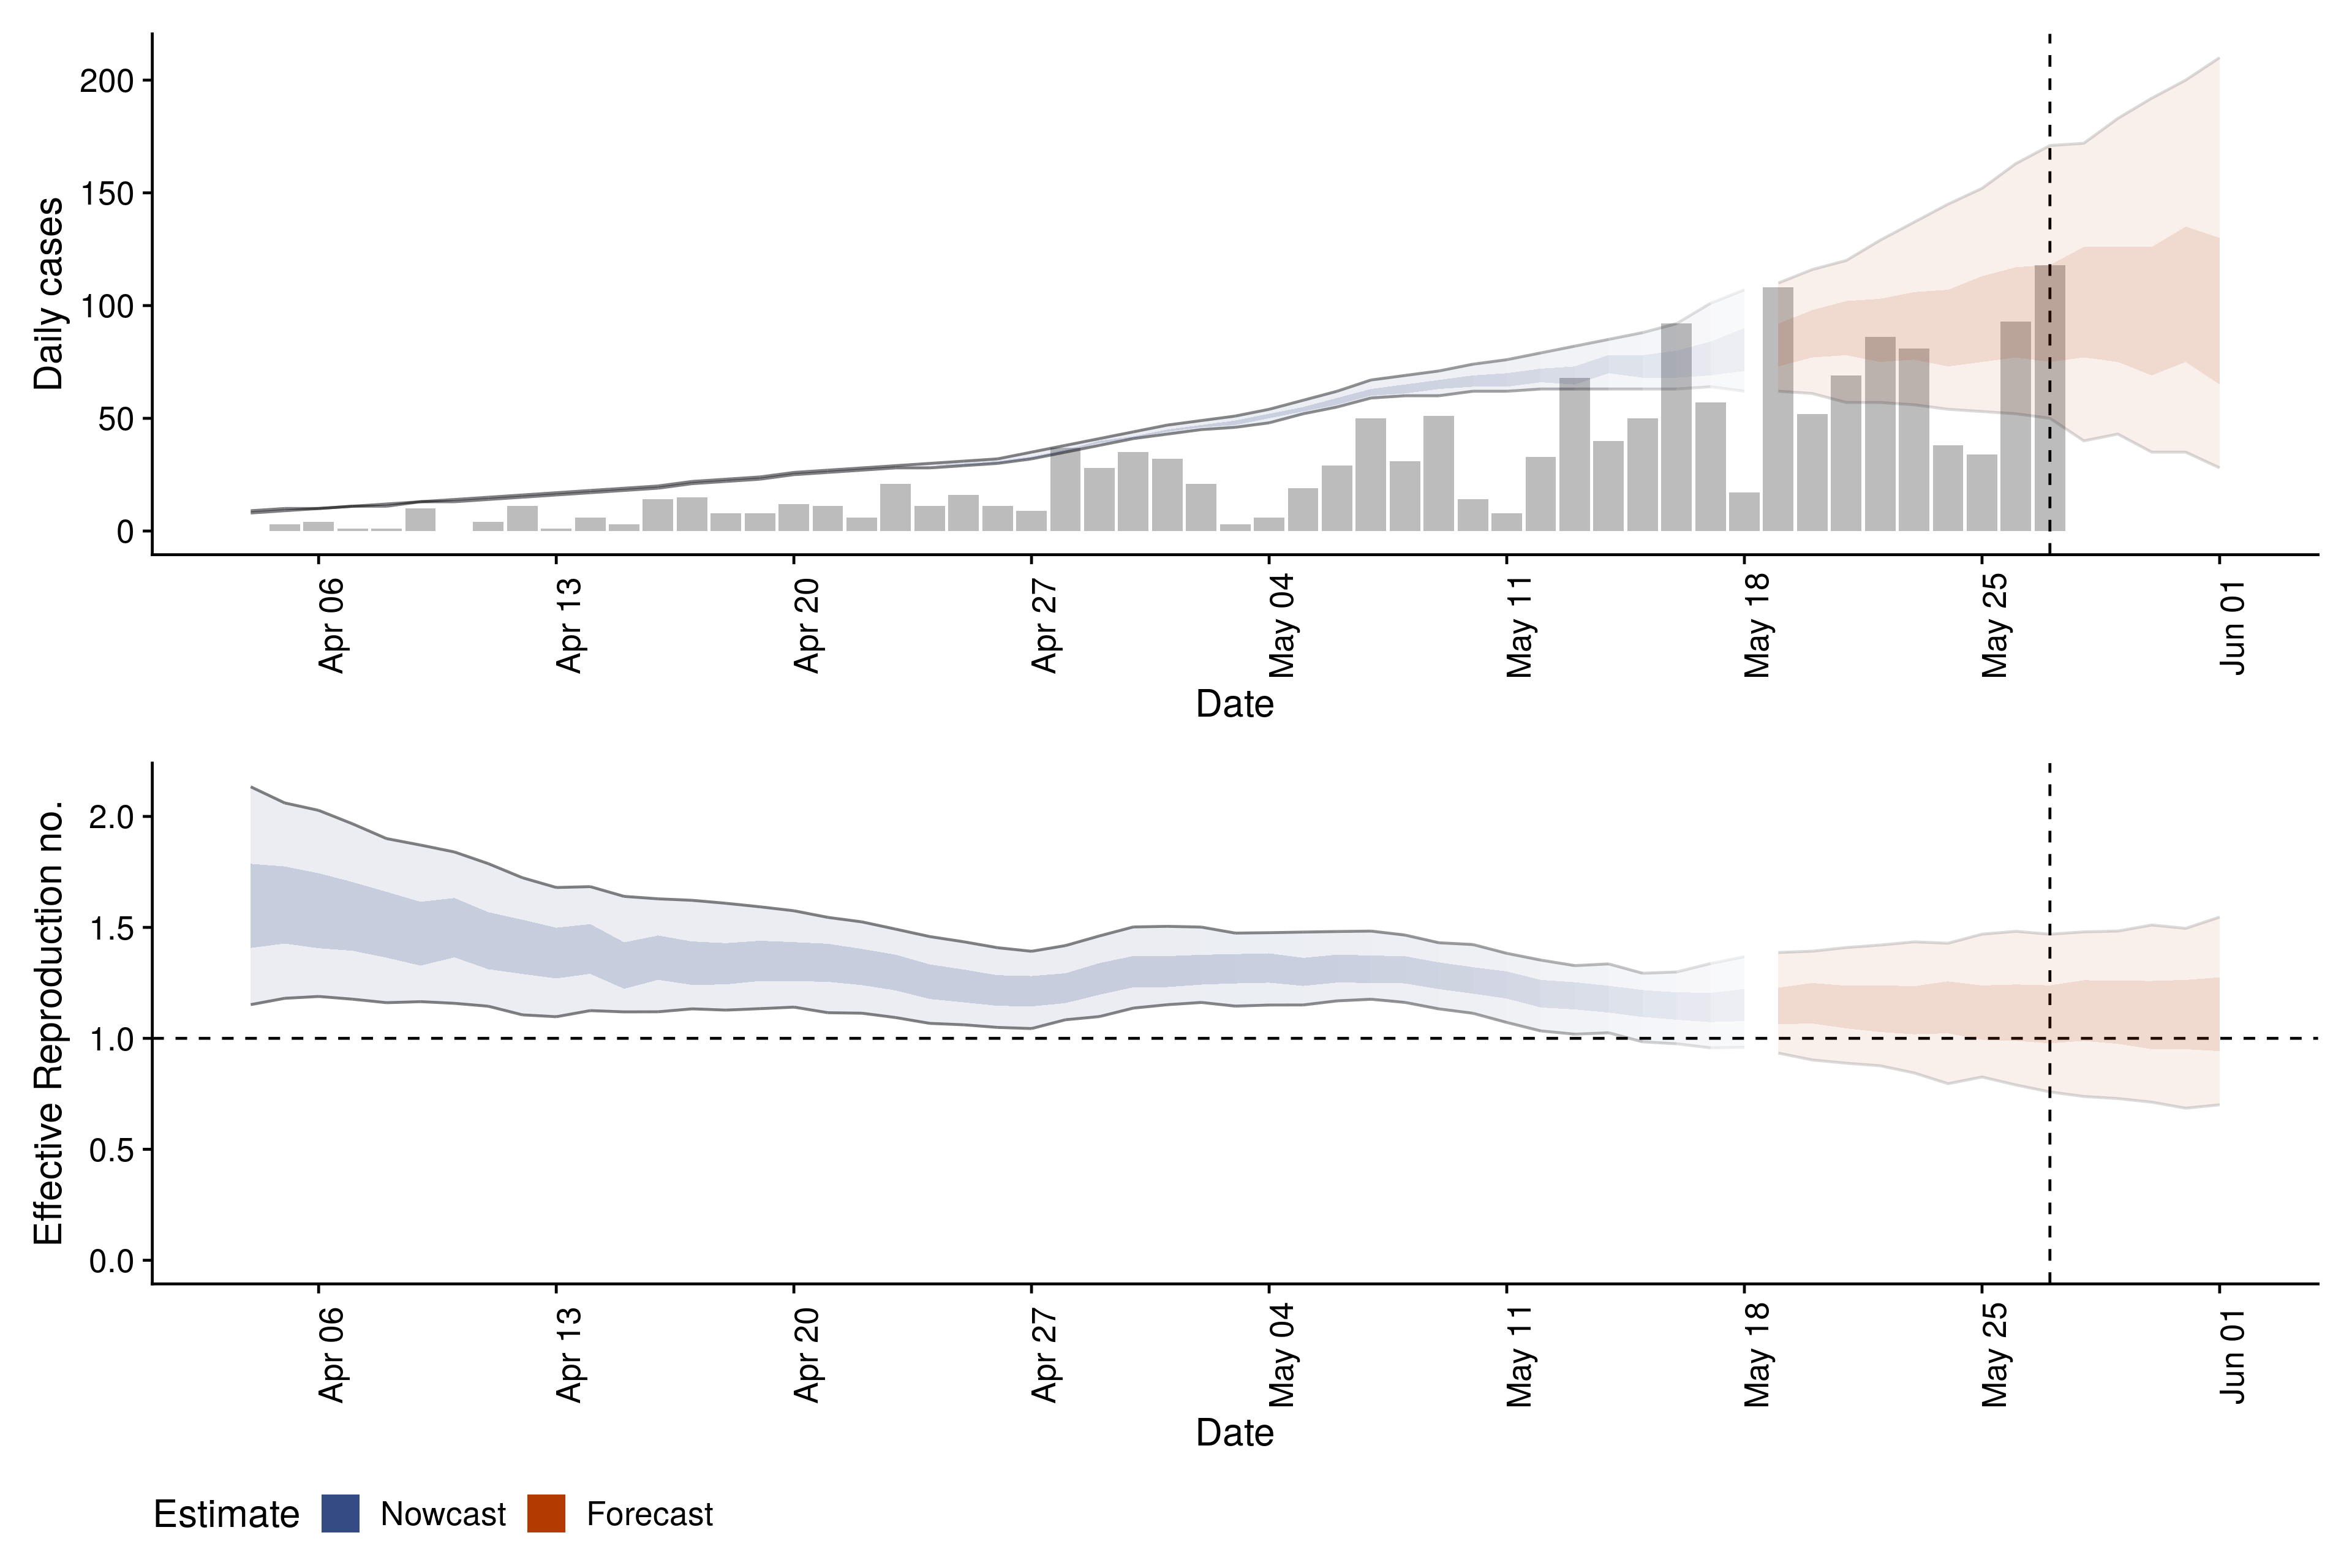 Daily cases
200
150
100
50
0
Apr 06
Apr 13
Apr 20
Apr 27
May 04
May 11
May 18
May 25
Jun 01
Date
Effective Reproduction no.
2.0
1.5
1.0
0.5
0.0
Apr 06
Apr 13
Apr 20
Apr 27
May 04
May 11
May 18
May 25
Jun 01
Date
Estimate Nowcast Forecast